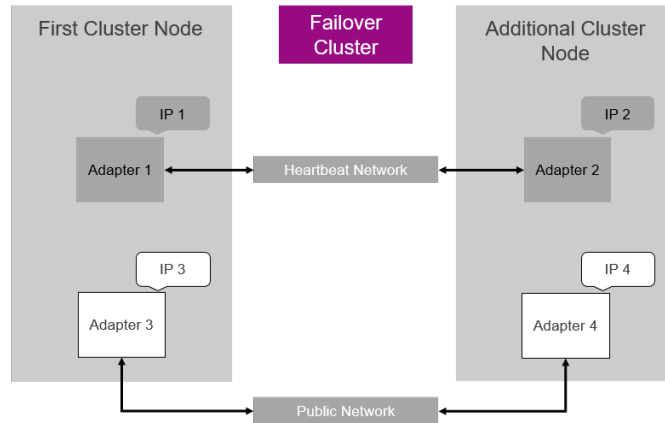 First Cluster Node
Failover
Cluster
Additional Cluster
Node
IP 1
IP 2
Adapter 1
Heartbeat Network
Adapter 2
IP 3
IP 4
Adapter 3
Adapter 4
Public Network